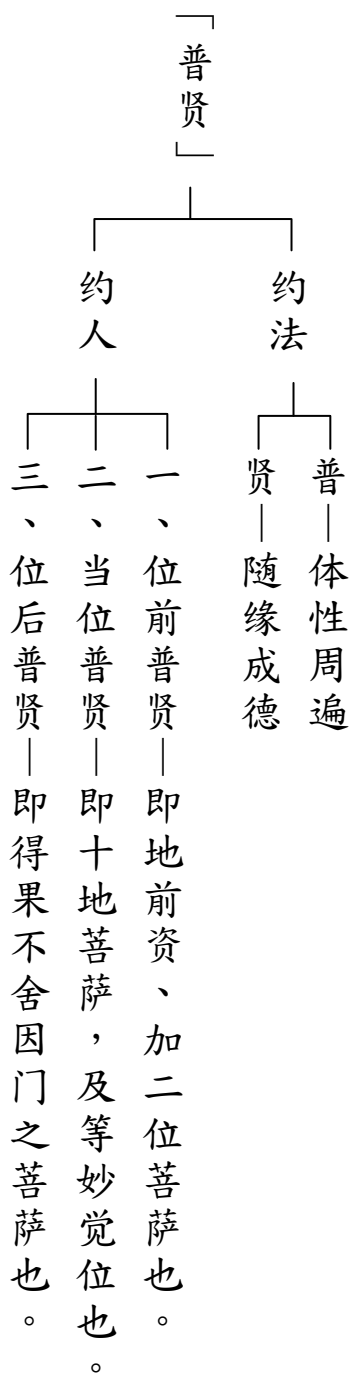 「普贤」
约法
普—体性周遍
贤—随缘成德
约人
一、位前普贤—即地前资、加二位菩萨也。
二、当位普贤—即十地菩萨，及等妙觉位也。
三、位后普贤—即得果不舍因门之菩萨也。